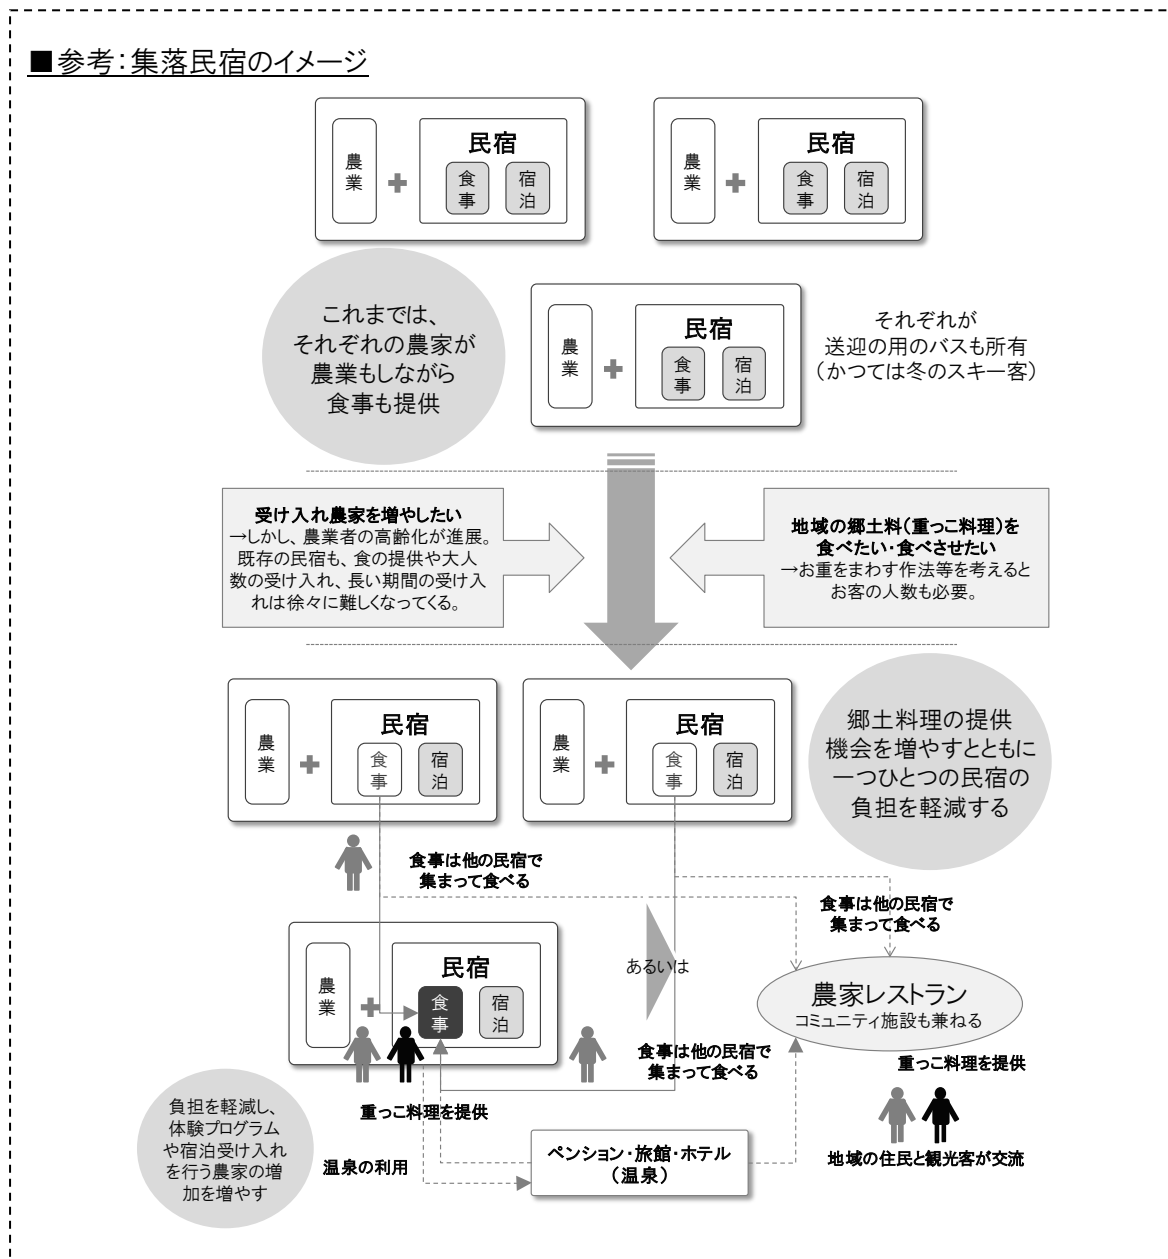 ■参考：集落民宿のイメージ
農業
民宿
食事
宿泊
農業
民宿
食事
宿泊
これまでは、
それぞれの農家が
農業もしながら
食事も提供
農業
民宿
食事
宿泊
それぞれが
送迎の用のバスも所有
（かつては冬のスキー客）
受け入れ農家を増やしたい
→しかし、農業者の高齢化が進展。
既存の民宿も、食の提供や大人
数の受け入れ、長い期間の受け入
れは徐々に難しくなってくる。
地域の郷土料（重っこ料理）を
食べたい・食べさせたい
→お重をまわす作法等を考えると
お客の人数も必要。
農業
民宿
食事
宿泊
農業
民宿
食事
宿泊
郷土料理の提供
機会を増やすとともに
一つひとつの民宿の
負担を軽減する
食事は他の民宿で
集まって食べる
食事は他の民宿で
集まって食べる
農業
民宿
食事
宿泊
あるいは
農家レストラン
コミュニティ施設も兼ねる
食事は他の民宿で
集まって食べる
重っこ料理を提供
重っこ料理を提供
負担を軽減し、
体験プログラム
や宿泊受け入れ
を行う農家の増
加を増やす
温泉の利用
ペンション・旅館・ホテル
（温泉）
地域の住民と観光客が交流